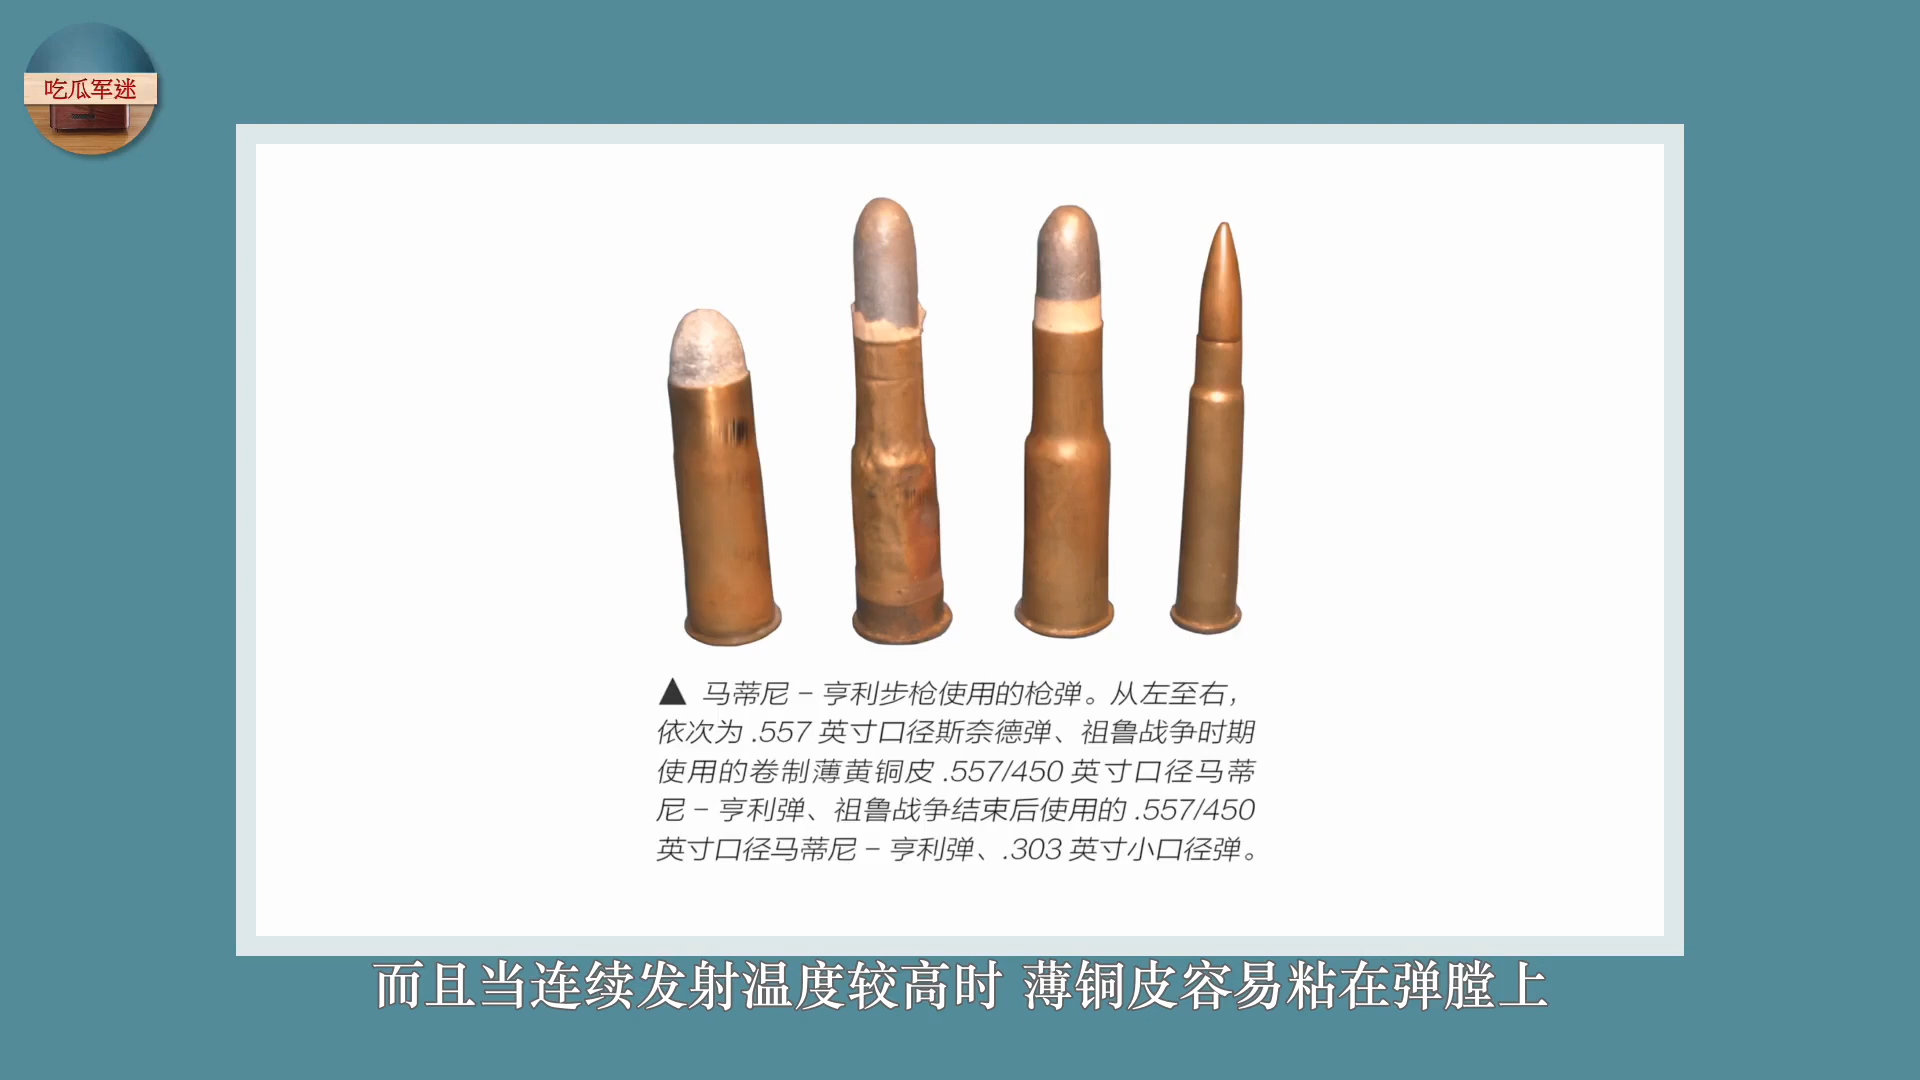 吃瓜军迷
▲ 马蒂尼－亨利步枪使用的枪弹。从左至右，
依次为 .557 英寸口径斯奈德弹、祖鲁战争时期
使用的卷制薄黄铜皮 .557/450 英寸口径马蒂
尼－亨利弹、祖鲁战争结束后使用的 .557/450
英寸口径马蒂尼－亨利弹、.303 英寸小口径弹。
而且当连续发射温度较高时 薄铜皮容易粘在弹膛上